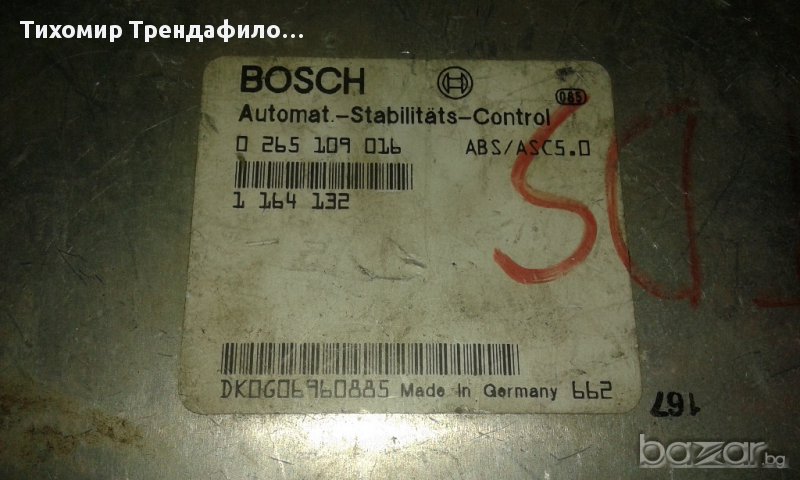 Тихомир Трендафило...
BOSCH
085
Automat.-Stabilitäts-Control
0 265 109 016 ABS/ASC5.0
1 164 132
DK0G06960885 Made in Germany 662
167
bazar.bg